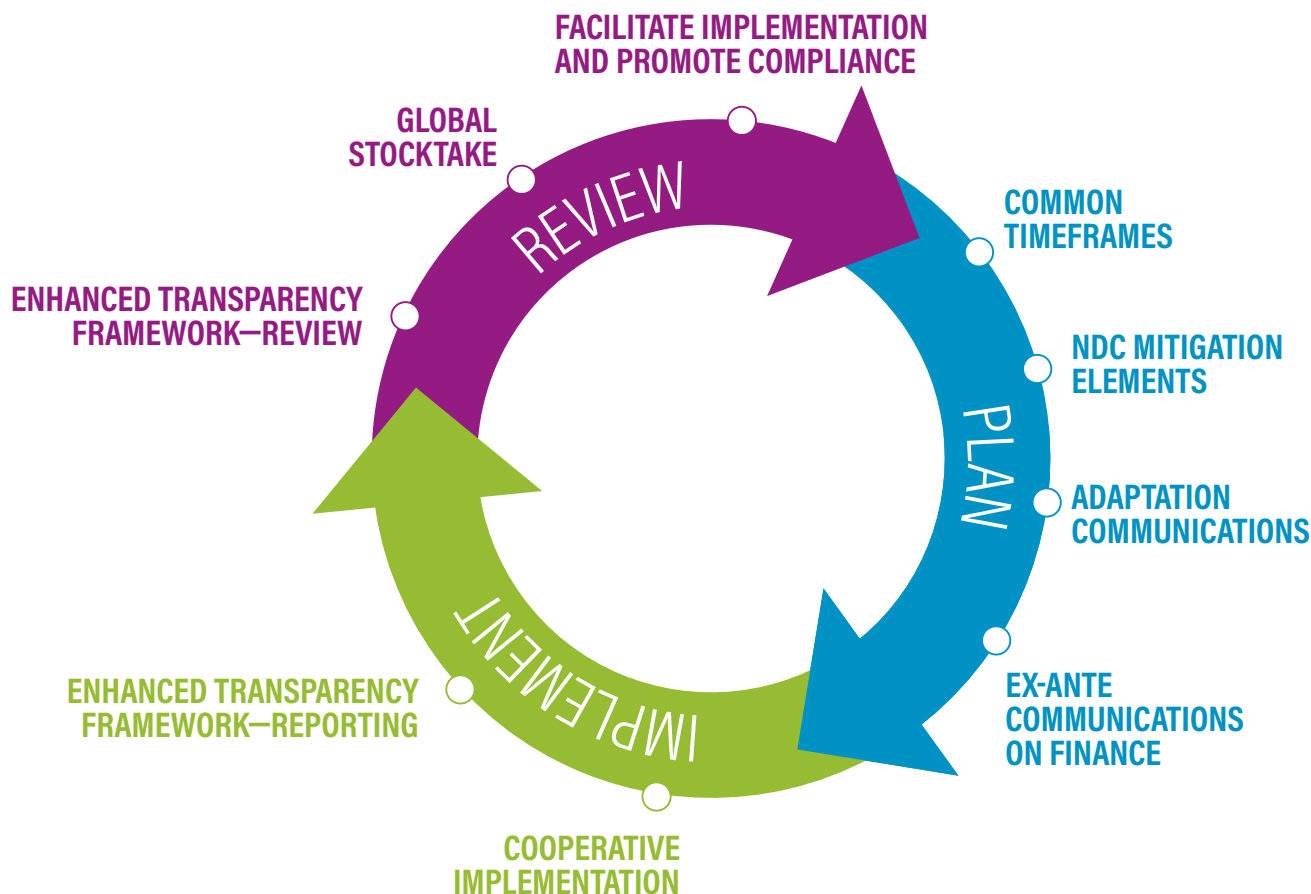 FACILITATE IMPLEMENTATION
AND PROMOTE COMPLIANCE
GLOBAL
STOCKTAKE
REVIEW
COMMON
TIMEFRAMES
ENHANCED TRANSPARENCY
FRAMEWORK—REVIEW
NDC MITIGATION
ELEMENTS
PLAN
ADAPTATION
COMMUNICATIONS
IMPLEMENT
ENHANCED TRANSPARENCY
FRAMEWORK—REPORTING
EX-ANTE
COMMUNICATIONS
ON FINANCE
COOPERATIVE
IMPLEMENTATION